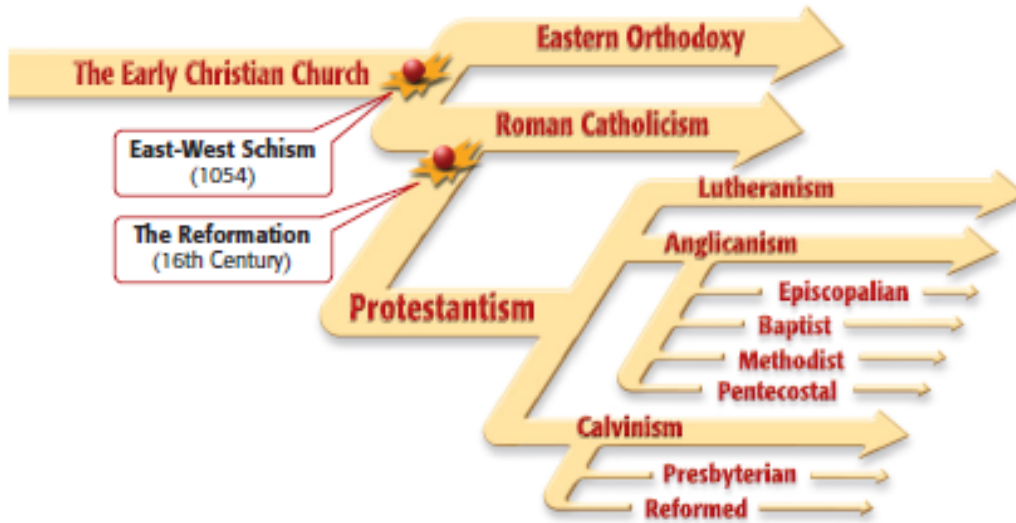 Eastern Orthodoxy
The Early Christian Church
Roman Catholicism
East-West Schism
(1054)
Lutheranism
The Reformation
(16th Century)
Anglicanism
Episcopalian
Protestantism
Baptist
Methodist
Pentecostal
Calvinism
Presbyterian
Reformed